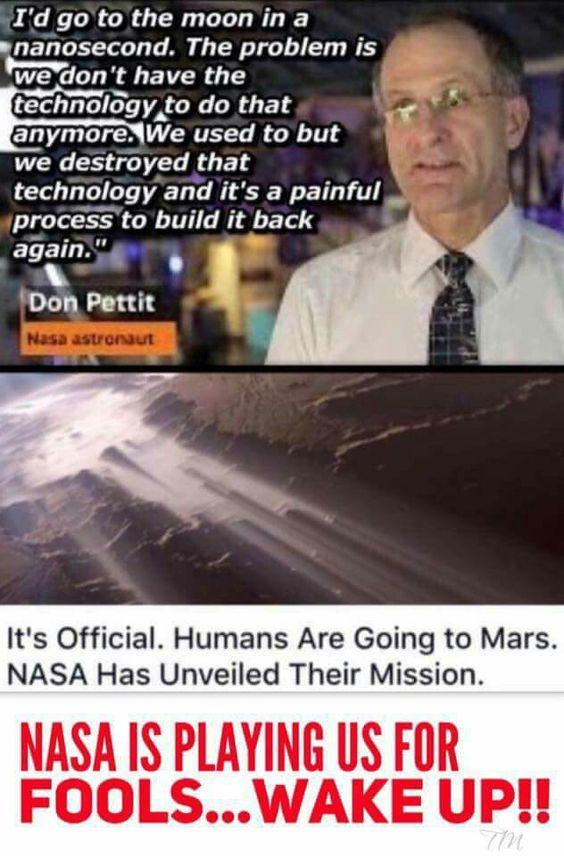 I'd go to the moon in a
nanosecond. The problem is
we don't have the
technology to do that
anymore. We used to but
we destroyed that
technology and it's a painful
process to build it back
again."
Don Pettit
Nasa astronaut
It's Official. Humans Are Going to Mars.
NASA Has Unveiled Their Mission.
NASA IS PLAYING US FOR
FOOLS...WAKE UP!!
TM